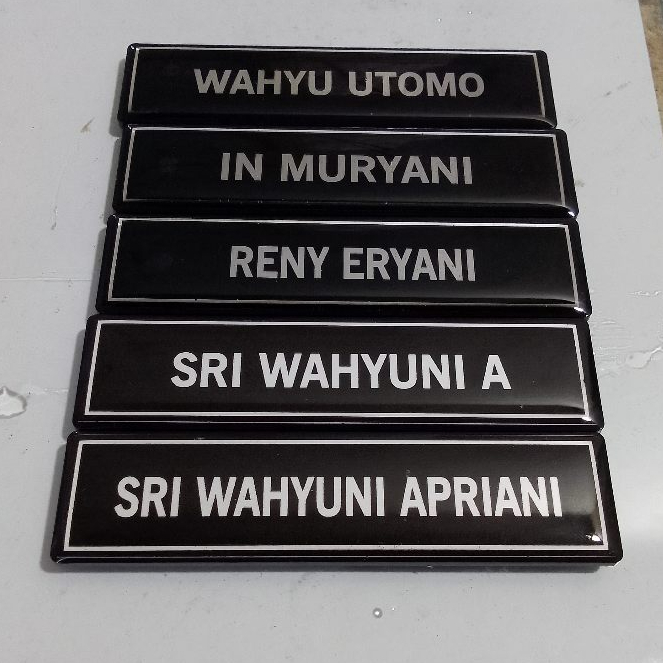 WAHYU UTOMO
IN MURYANI
RENY ERYANI
SRI WAHYUNI A
SRI WAHYUNI APRIANI